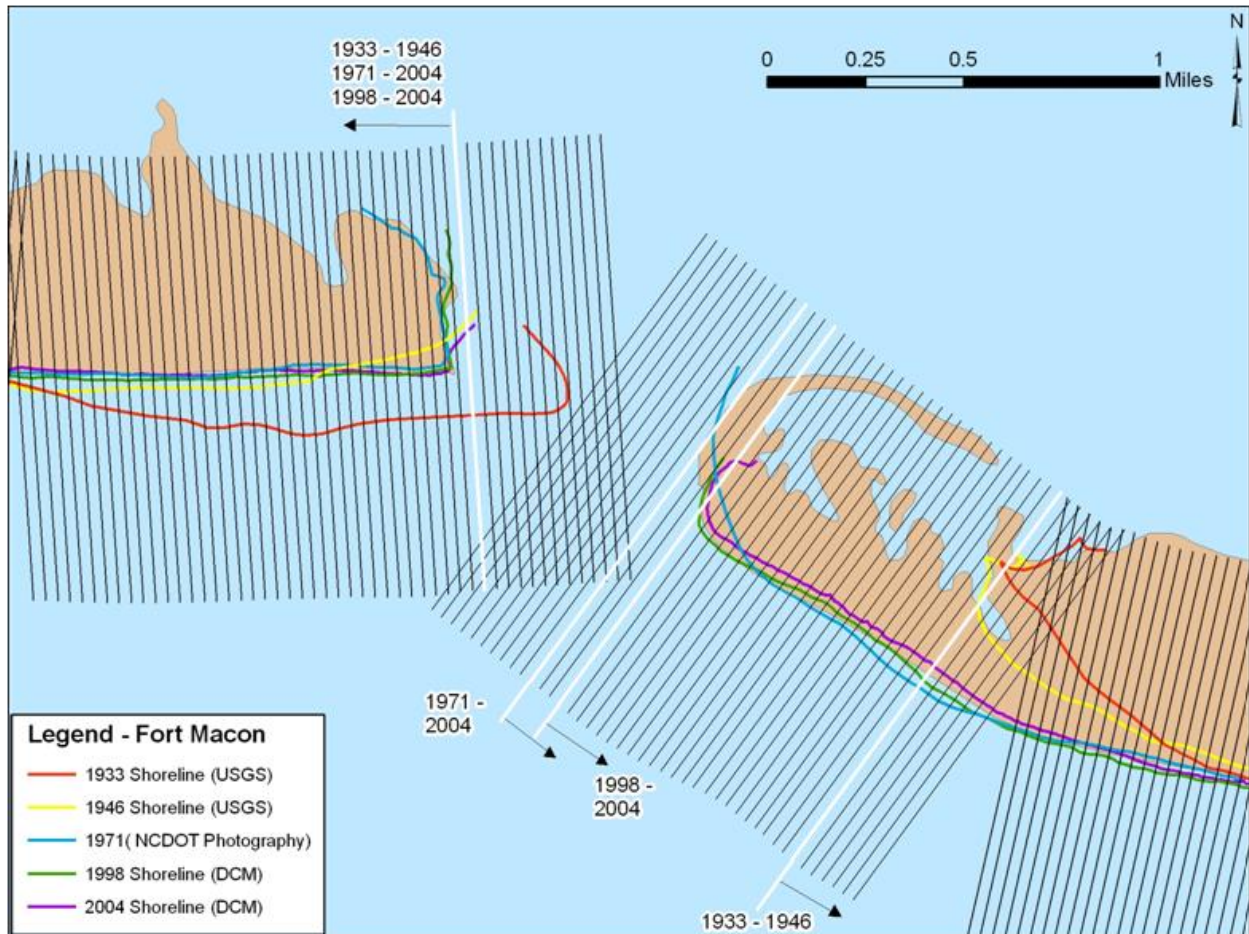 1933 - 1946
1971 - 2004
1998 - 2004
N
0 0.25 0.5 1
Miles
1971 -
2004
1998 -
2004
1933 - 1946
Legend - Fort Macon
1933 Shoreline (USGS)
1946 Shoreline (USGS)
1971( NCDOT Photography)
1998 Shoreline (DCM)
2004 Shoreline (DCM)